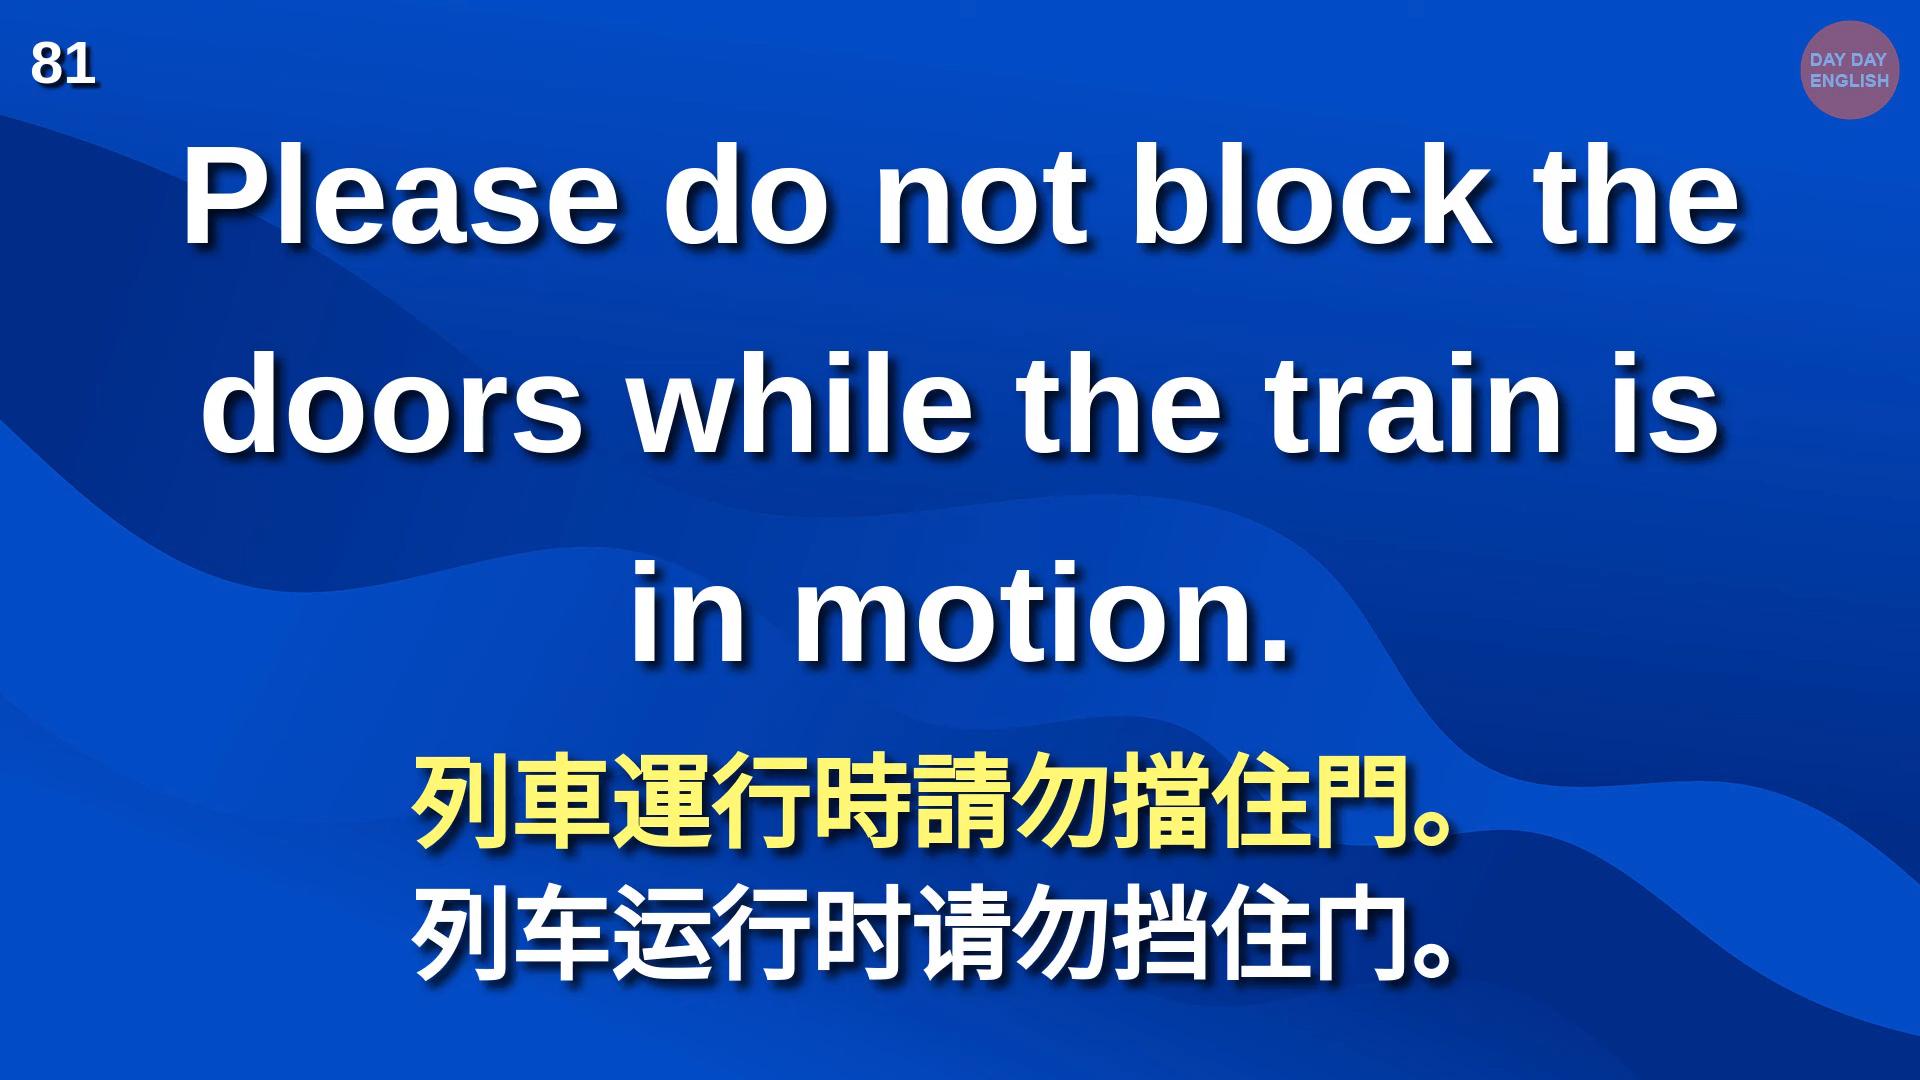 81
DAY DAY
ENGLISH
Please do not block the
doors while the train is
in motion.
列車運行時請勿擋住門。
列车运行时请勿挡住门。